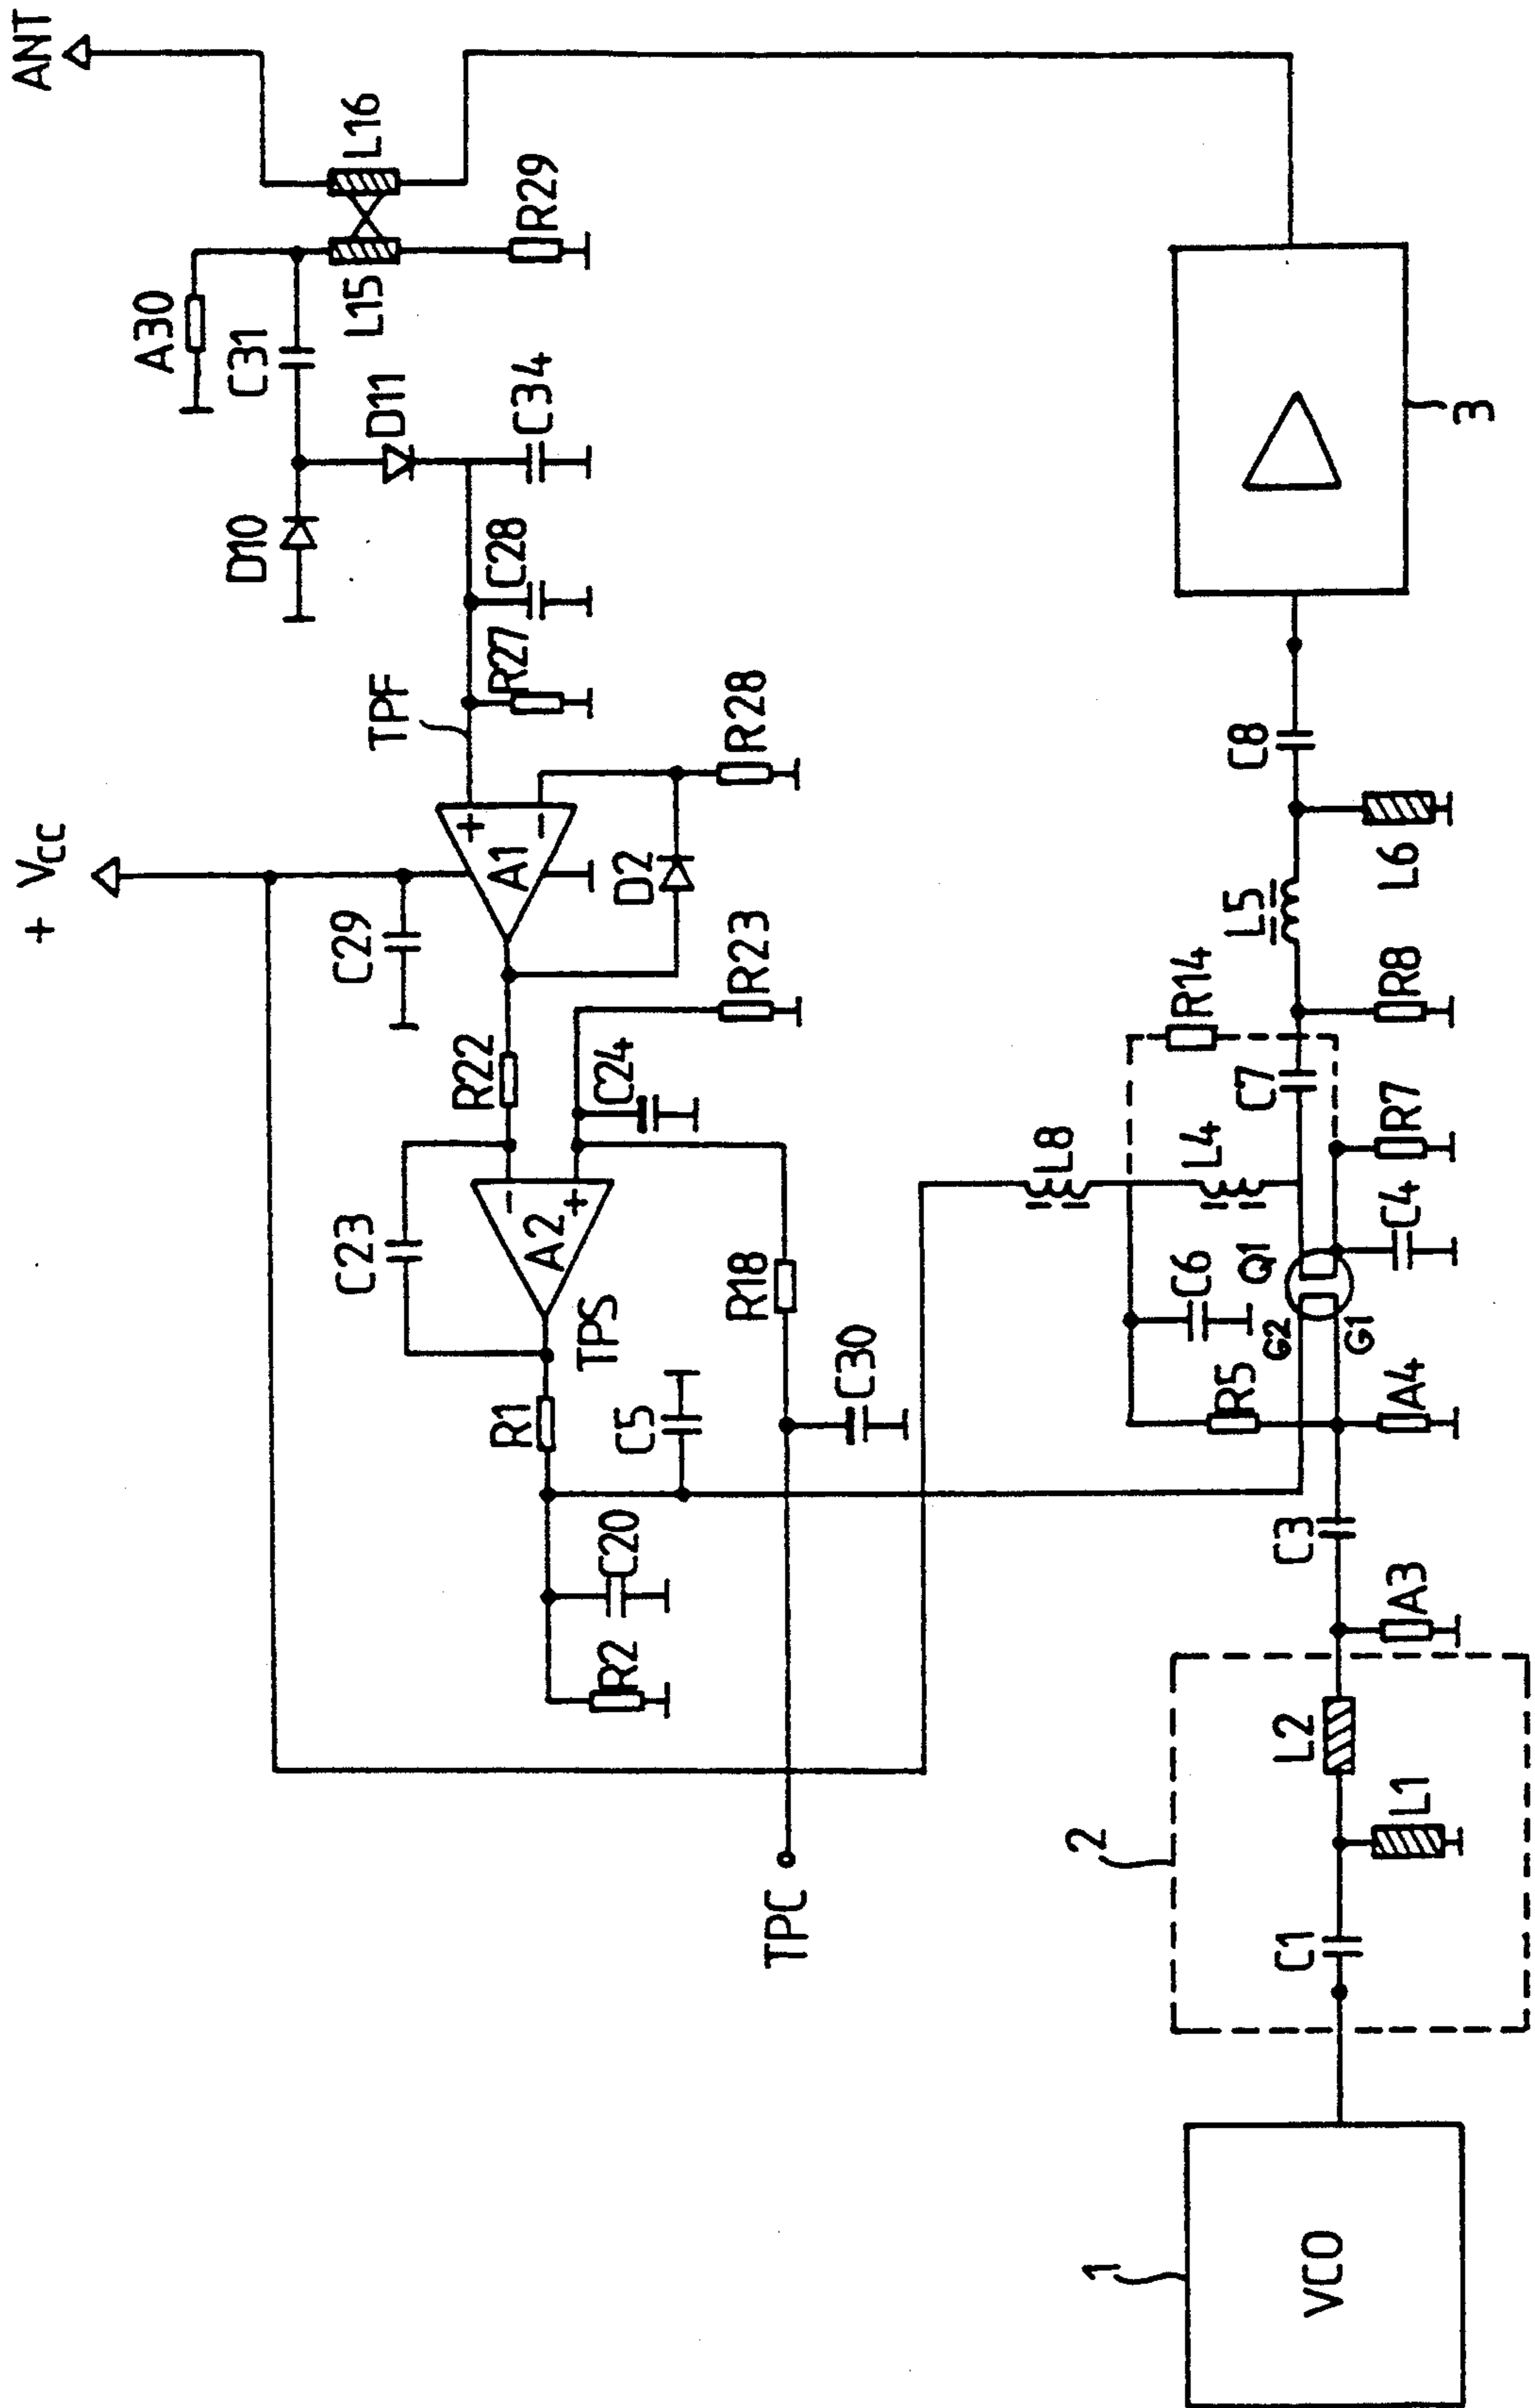 ANT
+ Vcc
L16
L15
R29
A30
C31
D11
C34
D10
C28
R27
TPF
R28
A1
+
−
C29
D2
R23
R22
C24
C23
A2
−
+
TPS
R18
R1
C5
C30
C20
R2
TPC
3
C8
L6
L5
R14
R8
C7
L8
L4
R7
C6
Q1
C4
G2
G1
R5
A4
C3
A3
2
L2
L1
C1
1
VCO